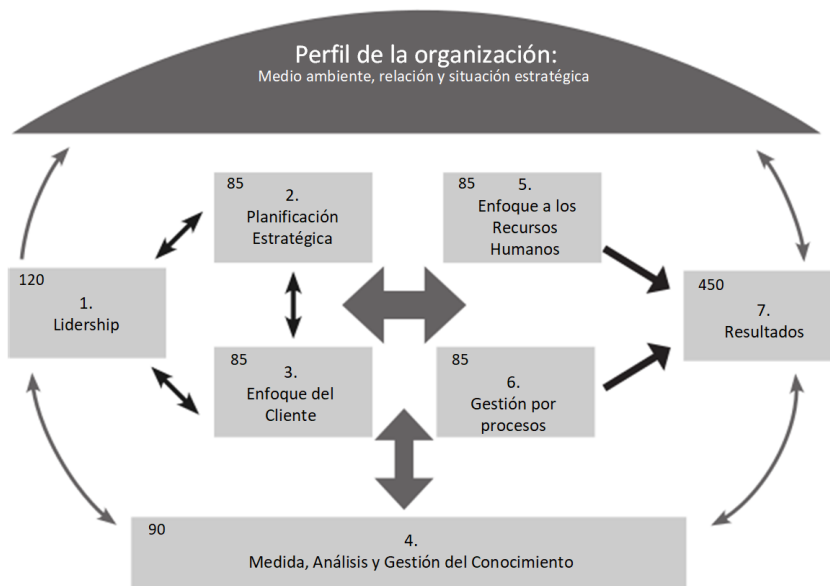 Perfil de la organización:
Medio ambiente, relación y situación estratégica
85
2.
Planificación
Estratégica
85
5.
Enfoque a los
Recursos
Humanos
120
1.
Lidership
450
7.
Resultados
85
3.
Enfoque del
Cliente
85
6.
Gestión por
procesos
90
4.
Medida, Análisis y Gestión del Conocimiento